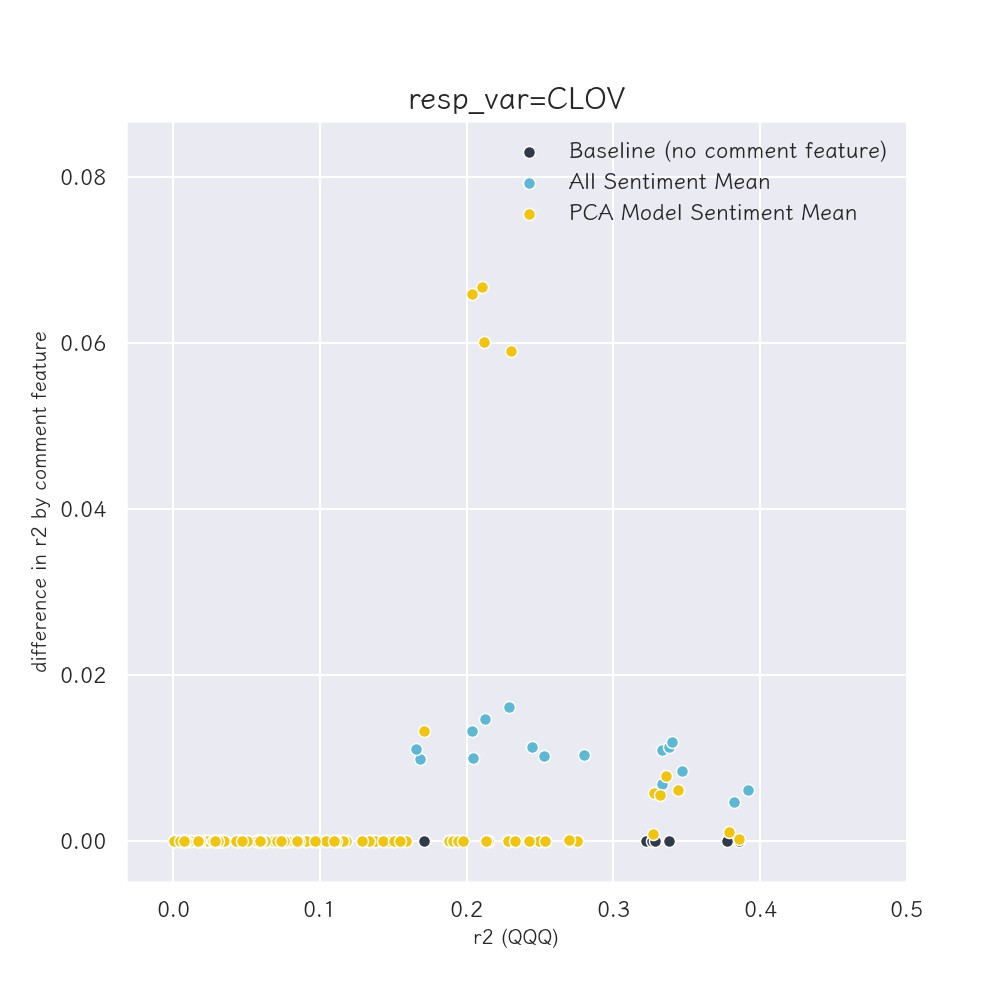 resp_var=CLOV
Baseline (no comment feature)
All Sentiment Mean
PCA Model Sentiment Mean
0.08
0.06
0.04
0.02
0.00
difference in r2 by comment feature
0.0
0.1
0.2
0.3
0.4
0.5
r2 (QQQ)